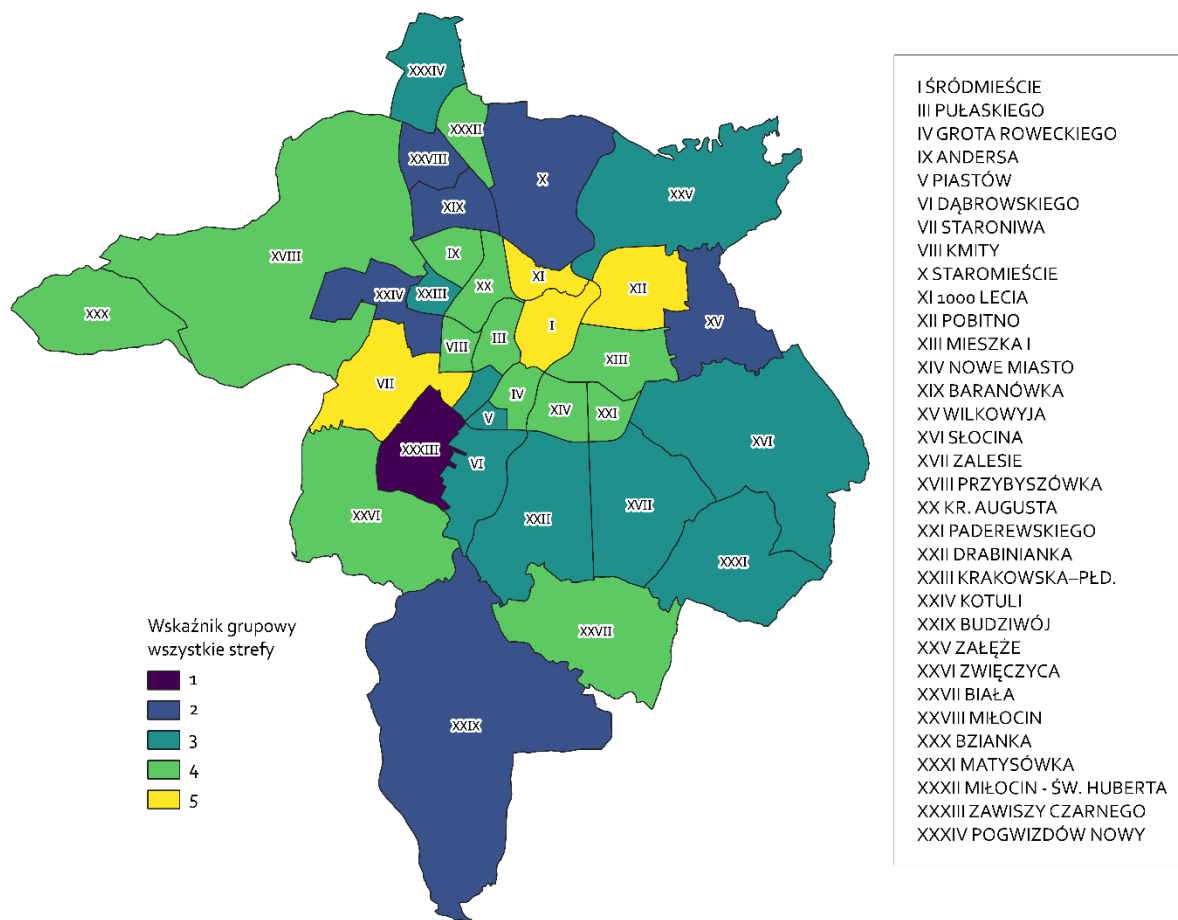 XXXIV
XXXII
XXVIII
X
XXV
XIX
XVIII
IX
XI
XX
XII
XXIV
XXIII
XXX
XV
I
VIII
III
XIII
VII
IV
XIV
XXI
V
XXXIII
VI
XVI
XXVI
XXII
XVII
XXXI
XXVII
XXIX
Wskaźnik grupowy
wszystkie strefy
1
2
3
4
5
I ŚRÓDMIEŚCIE
III PUŁASKIEGO
IV GROTA ROWECKIEGO
IX ANDERSA
V PIASTÓW
VI DĄBROWSKIEGO
VII STARONIWA
VIII KMITY
X STAROMIEŚCIE
XI 1000 LECIA
XII POBITNO
XIII MIESZKA I
XIV NOWE MIASTO
XIX BARANÓWKA
XV WILKOWYJA
XVI SŁOCINA
XVII ZALESIE
XVIII PRZYBYSZÓWKA
XX KR. AUGUSTA
XXI PADEREWSKIEGO
XXII DRABINIANKA
XXIII KRAKOWSKA–PŁD.
XXIV KOTULI
XXIX BUDZIWÓJ
XXV ZAŁĘŻE
XXVI ZWIĘCZYCA
XXVII BIAŁA
XXVIII MIŁOCIN
XXX BZIANKA
XXXI MATYSÓWKA
XXXII MIŁOCIN - ŚW. HUBERTA
XXXIII ZAWISZY CZARNEGO
XXXIV POGWIZDÓW NOWY